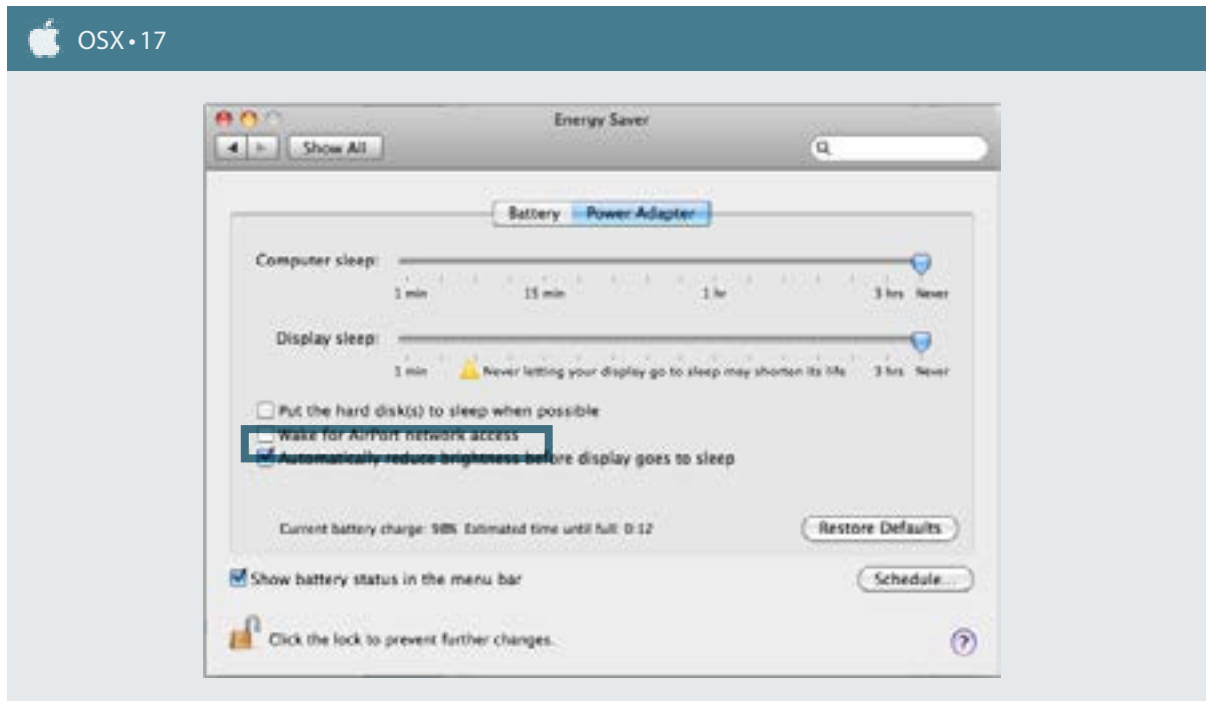 OSX•17
Energy Saver
Show All
Battery Power Adapter
Computer sleep:
1 min 15 min 1 hr 3 hrs Never
Display sleep:
1 min Never letting your display go to sleep may shorten its life 3 hrs Never
Put the hard disk(s) to sleep when possible
Wake for AirPort network access
Automatically reduce brightness before display goes to sleep
Current battery charge: 98% Estimated time until full: 0:12 Restore Defaults
Show battery status in the menu bar Schedule...
Click the lock to prevent further changes. ?